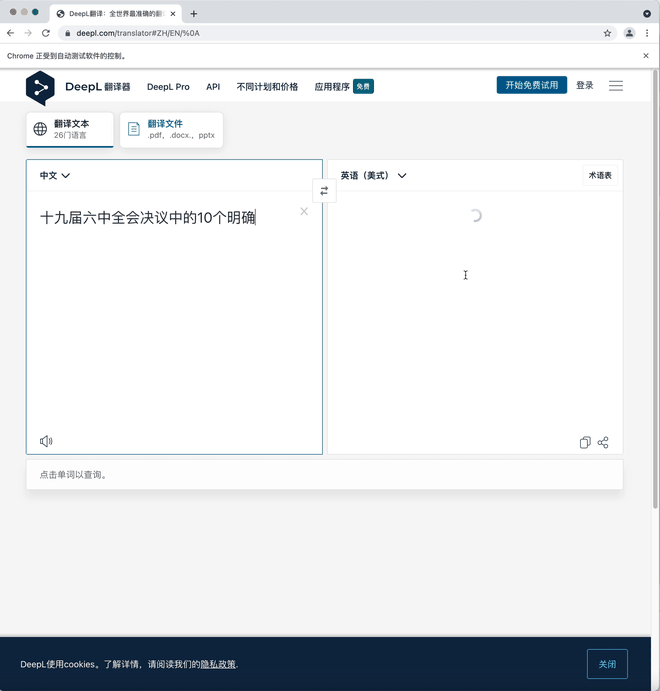 DeepL翻译：全世界最准确的翻
deepl.com/translator#ZH/EN/%0A
Chrome 正受到自动测试软件的控制。
DeepL 翻译器
DeepL Pro
API
不同计划和价格
应用程序 免费
开始免费试用
登录
翻译文本
26门语言
翻译文件
.pdf，.docx.，pptx
中文
英语（美式）
术语表
十九届六中全会决议中的10个明确
点击单词以查询。
DeepL使用cookies。了解详情，请阅读我们的隐私政策.
关闭